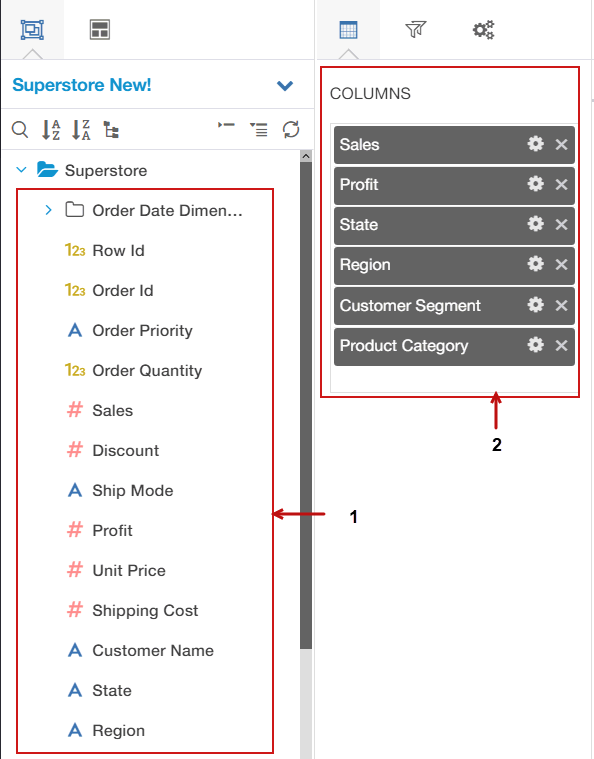 Superstore New!
A
Z
Z
A
Superstore
Order Date Dimen...
123 Row Id
123 Order Id
A Order Priority
123 Order Quantity
# Sales
# Discount
A Ship Mode
# Profit
# Unit Price
# Shipping Cost
A Customer Name
A State
A Region
1
COLUMNS
Sales
Profit
State
Region
Customer Segment
Product Category
2